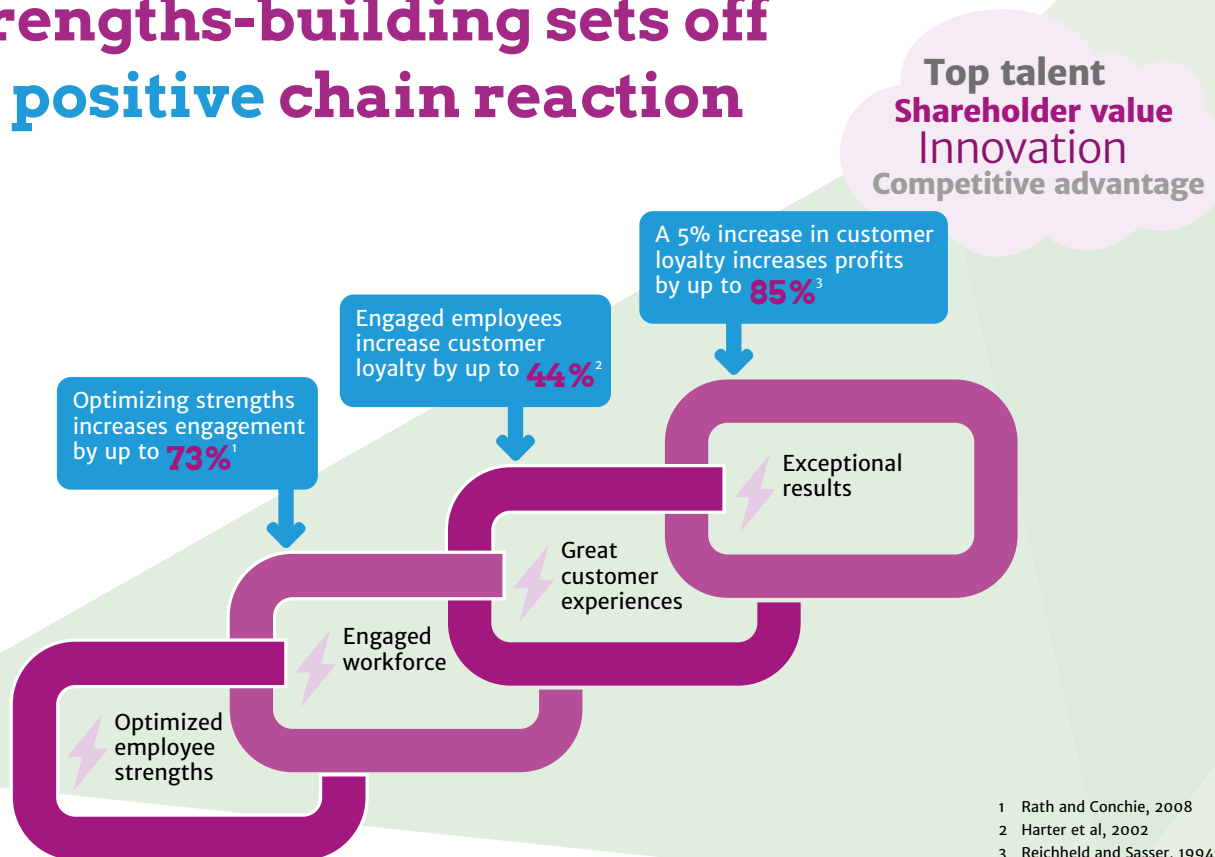 rengths-building sets off
positive chain reaction
Top talent
Shareholder value
Innovation
Competitive advantage
A 5% increase in customer
loyalty increases profits
by up to 85%³
Engaged employees
increase customer
loyalty by up to 44%²
Optimizing strengths
increases engagement
by up to 73%¹
Exceptional
results
Great
customer
experiences
Engaged
workforce
Optimized
employee
strengths
1 Rath and Conchie, 2008
2 Harter et al, 2002
3 Reichheld and Sasser, 1994